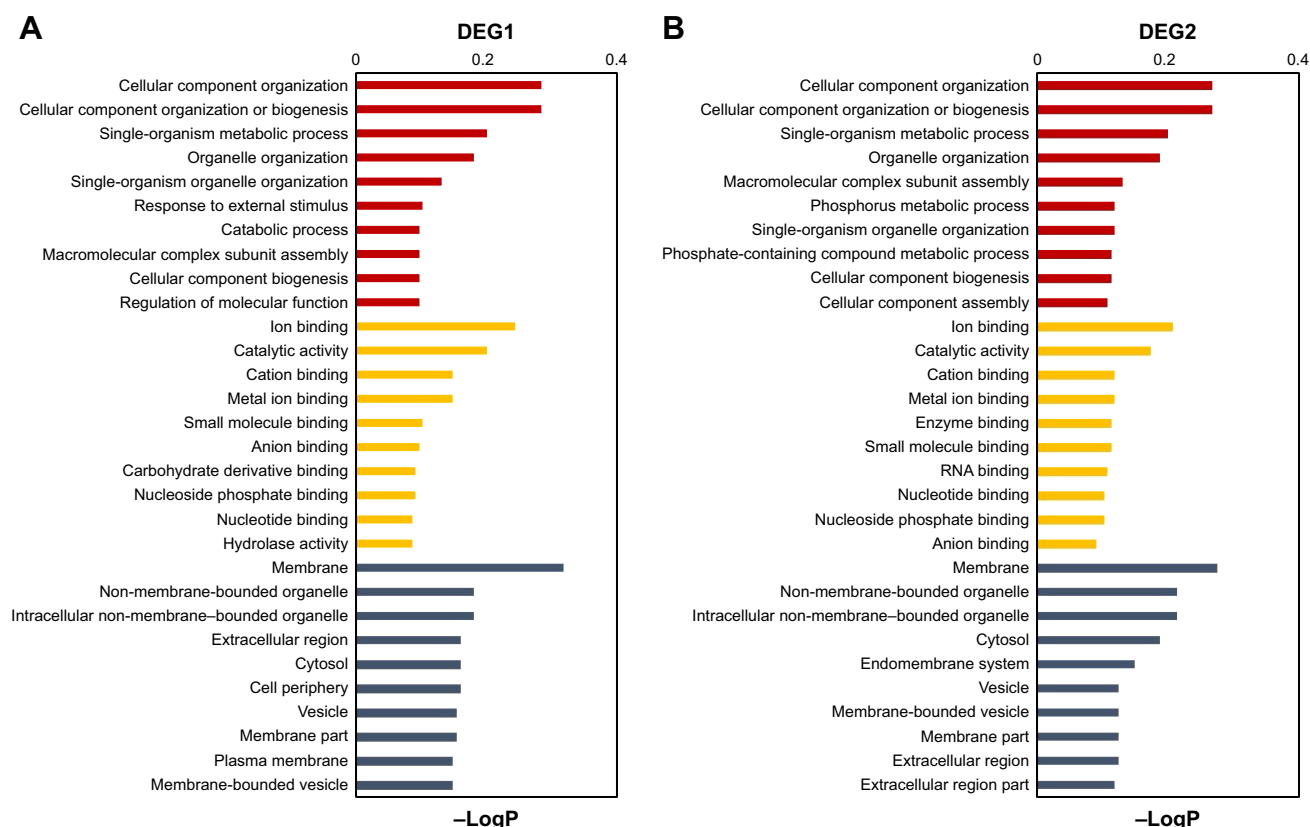 A
DEG1
0 0.2 0.4
Cellular component organization
Cellular component organization or biogenesis
Single-organism metabolic process
Organelle organization
Single-organism organelle organization
Response to external stimulus
Catabolic process
Macromolecular complex subunit assembly
Cellular component biogenesis
Regulation of molecular function
Ion binding
Catalytic activity
Cation binding
Metal ion binding
Small molecule binding
Anion binding
Carbohydrate derivative binding
Nucleoside phosphate binding
Nucleotide binding
Hydrolase activity
Membrane
Non-membrane-bounded organelle
Intracellular non-membrane–bounded organelle
Extracellular region
Cytosol
Cell periphery
Vesicle
Membrane part
Plasma membrane
Membrane-bounded vesicle
–LogP
B
DEG2
0 0.2 0.4
Cellular component organization
Cellular component organization or biogenesis
Single-organism metabolic process
Organelle organization
Macromolecular complex subunit assembly
Phosphorus metabolic process
Single-organism organelle organization
Phosphate-containing compound metabolic process
Cellular component biogenesis
Cellular component assembly
Ion binding
Catalytic activity
Cation binding
Metal ion binding
Enzyme binding
Small molecule binding
RNA binding
Nucleotide binding
Nucleoside phosphate binding
Anion binding
Membrane
Non-membrane-bounded organelle
Intracellular non-membrane–bounded organelle
Cytosol
Endomembrane system
Vesicle
Membrane-bounded vesicle
Membrane part
Extracellular region
Extracellular region part
–LogP